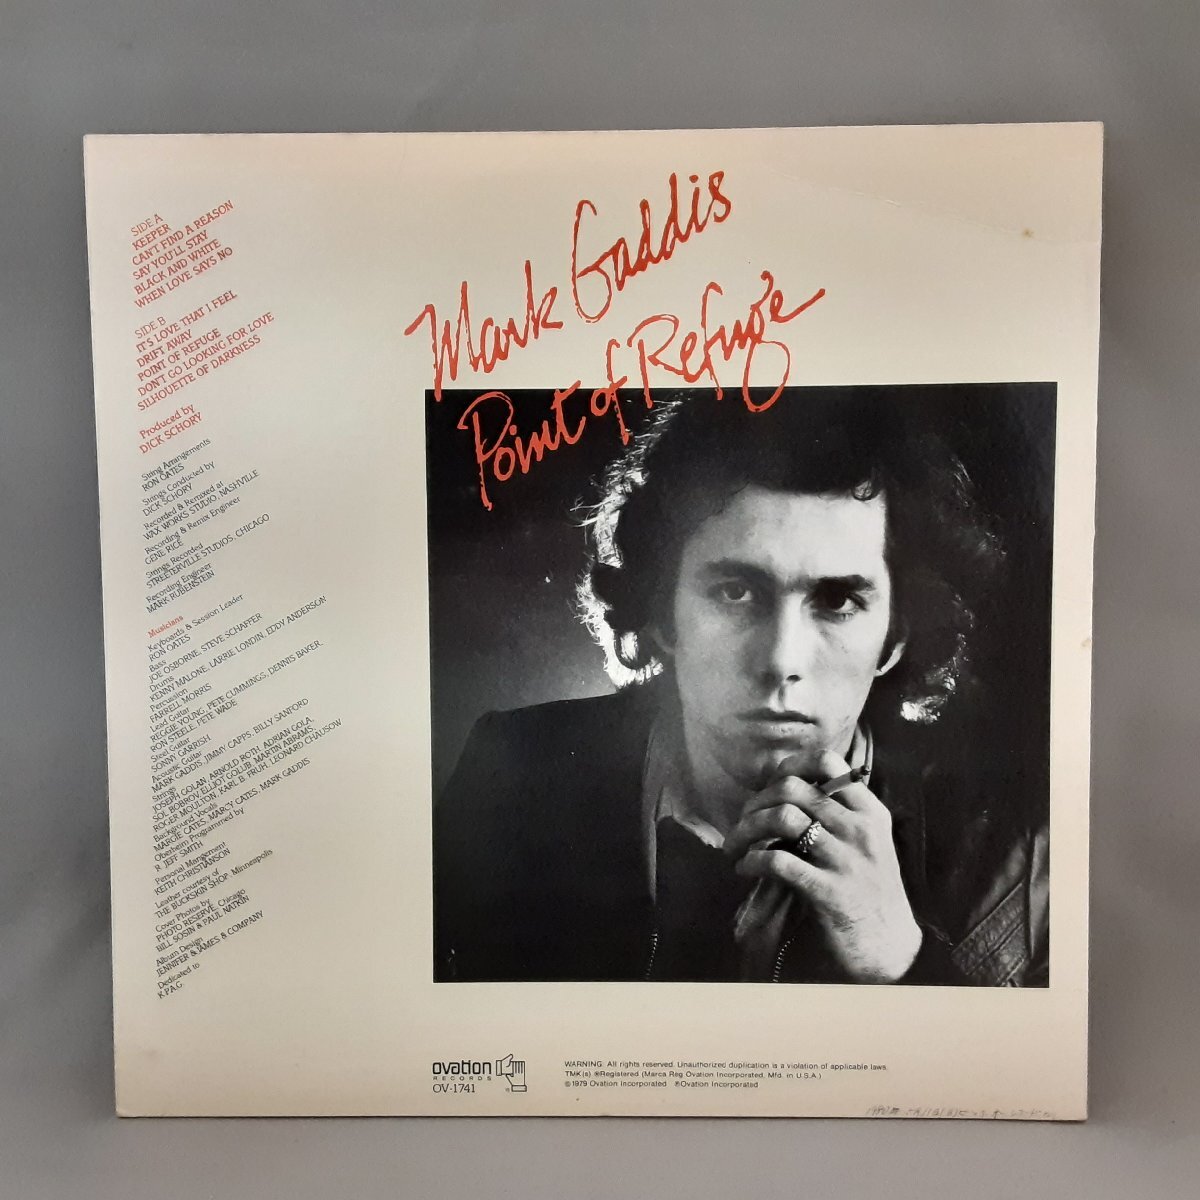 SIDE A
KEEPER
CAN'T FIND A REASON
SAY YOU'LL STAY
BLACK AND WHITE
WHEN LOVE SAYS NO
SIDE B
IT'S LOVE THAT I FEEL
DRIFT AWAY
POINT OF REFUGE
DON'T GO LOOKING FOR LOVE
SILHOUETTE OF DARKNESS
Produced by
DICK SCHORY
String Arrangements
RON OATES
Strings Conducted by
DICK SCHORY
Recorded & Remixed at
WAX WORKS STUDIO, NASHVILLE
Recording & Remix Engineer
GENE RICE
Strings Recorded
STREETERVILLE STUDIOS, CHICAGO
Recording Engineer
MARK RUBENSTEIN
Musicians
Keyboards & Session Leader
RON OATES
Bass
JOE OSBORNE, STEVE SCHAFFER
Drums
KENNY MALONE, LARRIE LONDIN, EDDY ANDERSON
Percussion
FARRELL MORRIS
Lead Guitar
REGGIE YOUNG, PETE CUMMINGS, DENNIS BAKER
RON STEELE, PETE WADE
Steel Guitar
SONNY GARRISH
Acoustic Guitar
MARK GADDIS, JIMMY CAPPS, BILLY SANFORD
Strings
JOSEPH GOLAN, ARNOLD ROTH, ADRIAN GOLA,
SOL BOBROV, ELLIOT GOLUB, MARTIN ABRAMS,
ROGER MOULTON, KARL B. FRUH, LEONARD CHAUSOW
Background Vocals
MARGIE CATES, MARCY CATES, MARK GADDIS
Oberheim Programmed by
R. JEFF SMITH
Personal Mangement
KEITH CHRISTIANSON
Leather courtesy of
THE BUCKSKIN SHOP Minneapolis
Cover Photos by
PHOTO RESERVE, Chicago
BILL SOSIN & PAUL NATKIN
Album Design
JENNIFER & JAMES & COMPANY
Dedicated to
K.P.A.G.
Mark Gaddis
Point of Refuge
ovation
RECORDS
OV-1741
WARNING: All rights reserved. Unauthorized duplication is a violation of applicable laws.
TMK(s) ®Registered (Marca Reg Ovation Incorporated, Mfd. in U.S.A.)
©1979 Ovation Incorporated ℗Ovation Incorporated